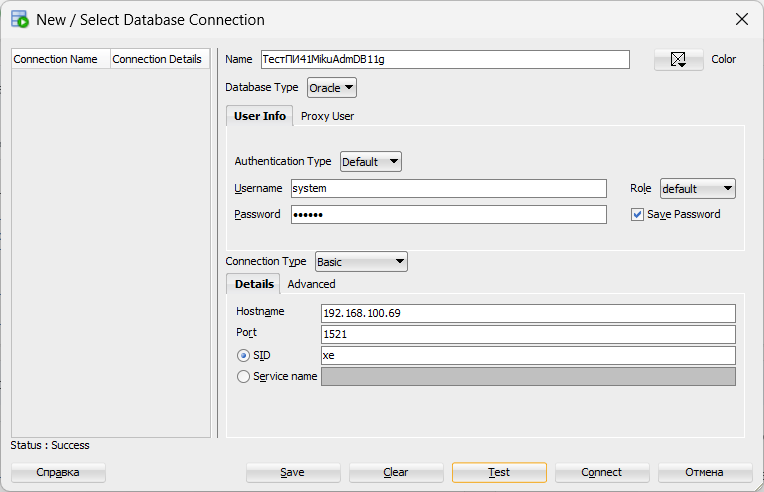 New / Select Database Connection
Connection Name Connection Details
Name ТестПИ41MikuAdmDB11g Color
Database Type Oracle
User Info Proxy User
Authentication Type Default
Username system Role default
Password •••••• Save Password
Connection Type Basic
Details Advanced
Hostname 192.168.100.69
Port 1521
SID xe
Service name
Status : Success
Справка Save Clear Test Connect Отмена